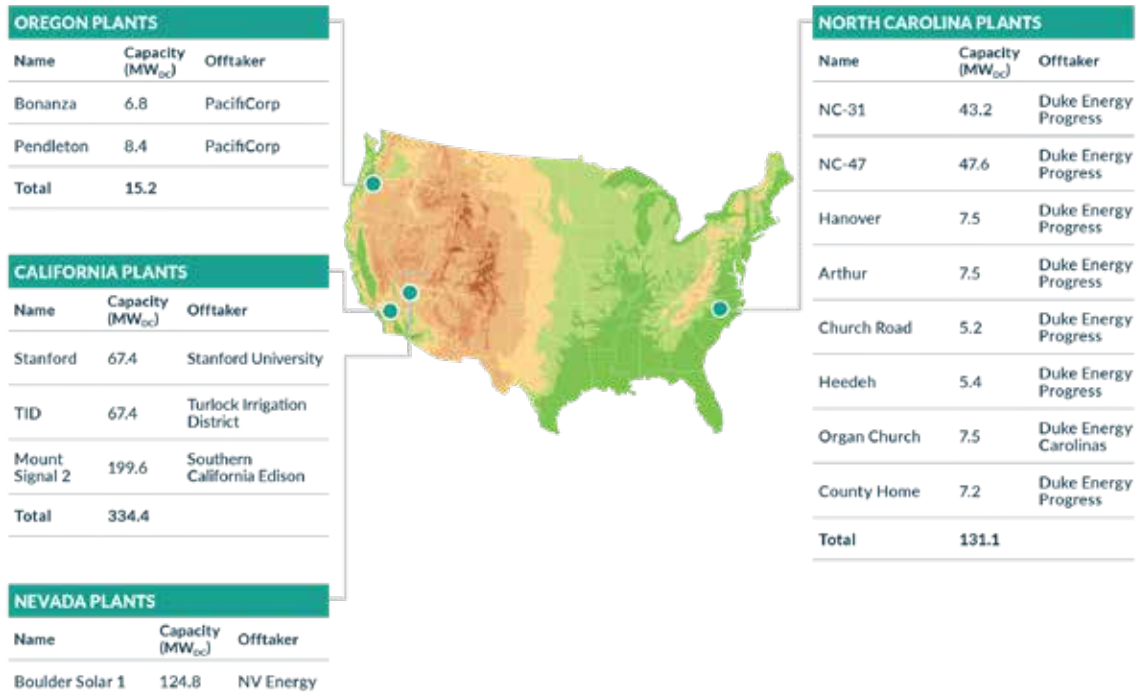 OREGON PLANTS
Name Capacity (MWDC) Offtaker
Bonanza 6.8 PacifiCorp
Pendleton 8.4 PacifiCorp
Total 15.2
CALIFORNIA PLANTS
Name Capacity (MWDC) Offtaker
Stanford 67.4 Stanford University
TID 67.4 Turlock Irrigation District
Mount Signal 2 199.6 Southern California Edison
Total 334.4
NEVADA PLANTS
Name Capacity (MWDC) Offtaker
Boulder Solar 1 124.8 NV Energy
NORTH CAROLINA PLANTS
Name Capacity (MWDC) Offtaker
NC-31 43.2 Duke Energy Progress
NC-47 47.6 Duke Energy Progress
Hanover 7.5 Duke Energy Progress
Arthur 7.5 Duke Energy Progress
Church Road 5.2 Duke Energy Progress
Heedeh 5.4 Duke Energy Progress
Organ Church 7.5 Duke Energy Carolinas
County Home 7.2 Duke Energy Progress
Total 131.1